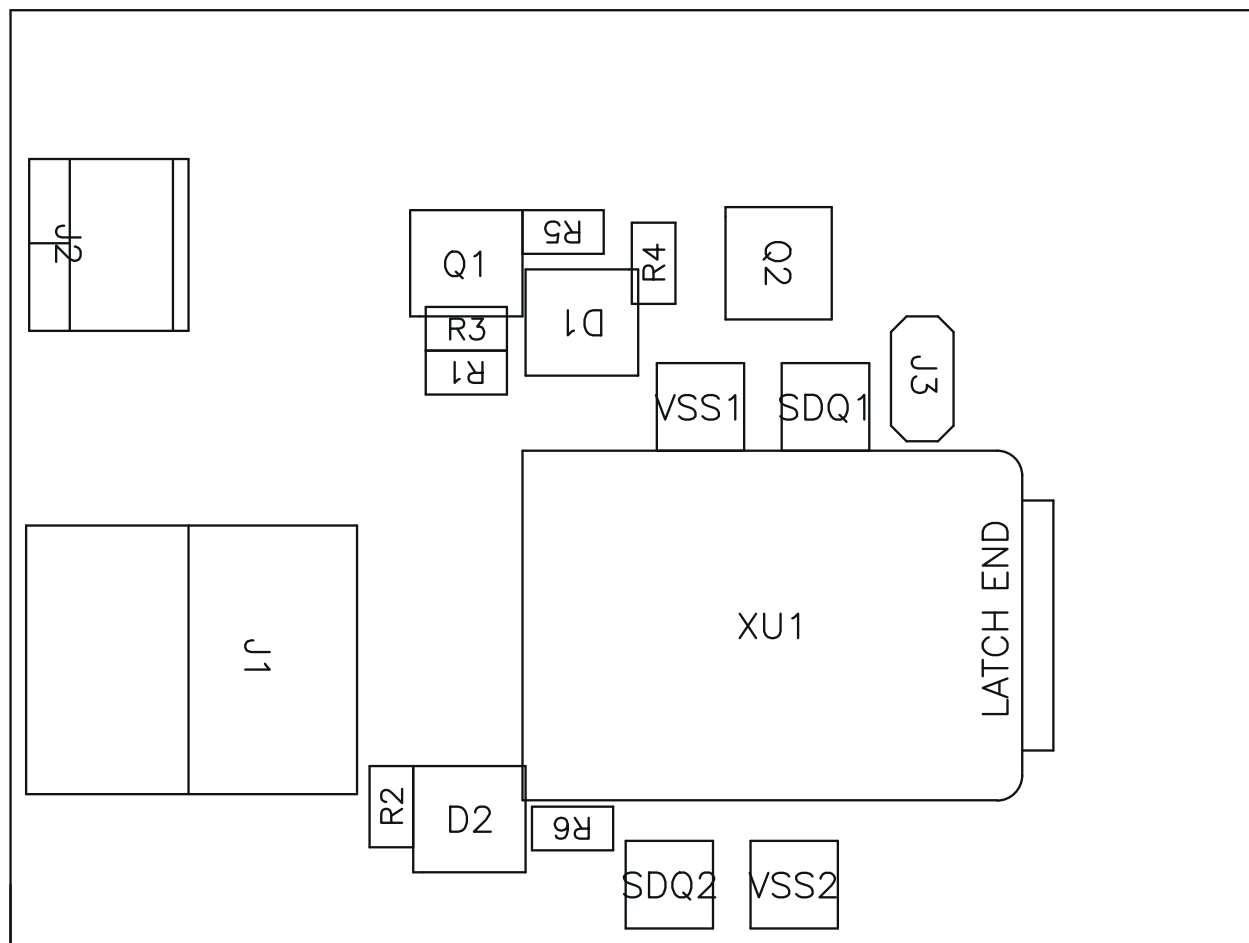 J2
Q1
R5
R4
Q2
R3
D1
R1
J3
VSS1
SDQ1
LATCH END
XU1
J1
R2
D2
R6
SDQ2
VSS2